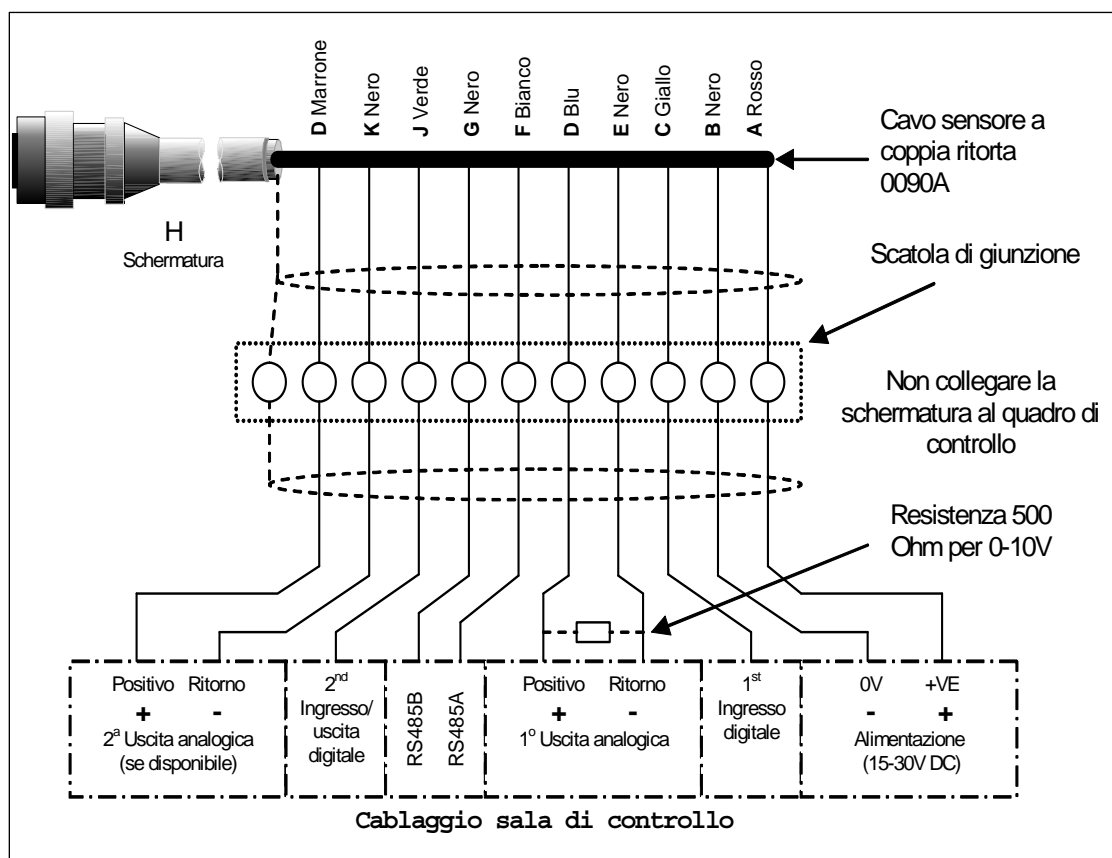 D Marrone
K Nero
J Verde
G Nero
F Bianco
D Blu
E Nero
C Giallo
B Nero
A Rosso
Cavo sensore a
coppia ritorta
0090A
H
Schermatura
Scatola di giunzione
Non collegare la
schermatura al quadro di
controllo
Resistenza 500
Ohm per 0-10V
Positivo Ritorno
+ -
2ª Uscita analogica
(se disponibile)
2nd
Ingresso/
uscita
digitale
RS485B
RS485A
Positivo Ritorno
+ -
1º Uscita analogica
1st
Ingresso
digitale
0V +VE
- +
Alimentazione
(15-30V DC)
Cablaggio sala di controllo